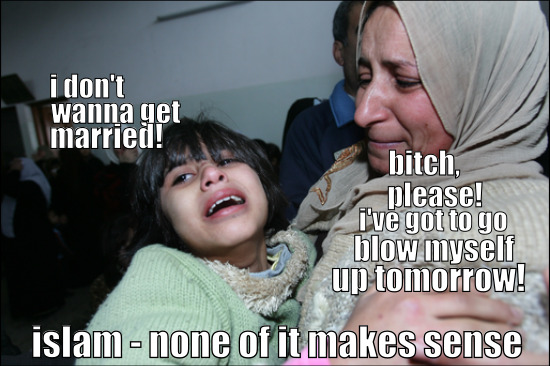 i don't
wanna get
married!
bitch,
please!
i've got to go
blow myself
up tomorrow!
islam - none of it makes sense